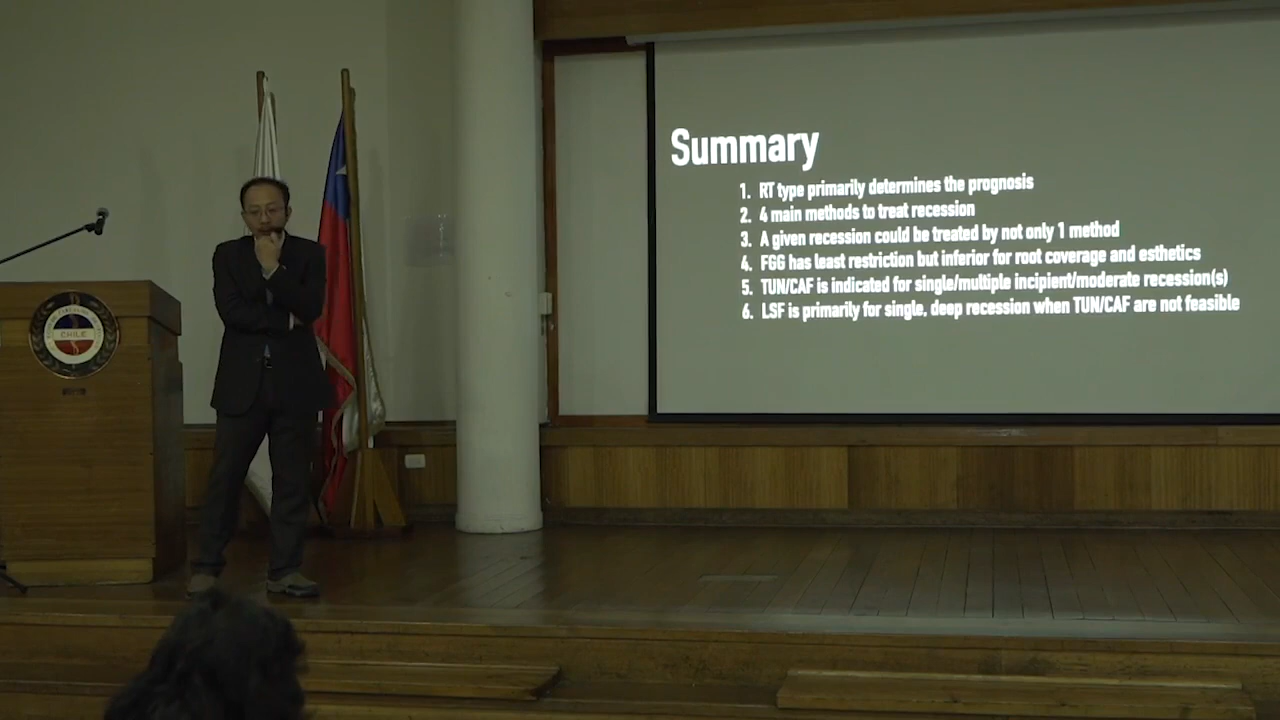 Summary
1. RT type primarily determines the prognosis
2. 4 main methods to treat recession
3. A given recession could be treated by not only 1 method
4. FGG has least restriction but inferior for root coverage and esthetics
5. TUN/CAF is indicated for single/multiple incipient/moderate recession(s)
6. LSF is primarily for single, deep recession when TUN/CAF are not feasible
CHILE